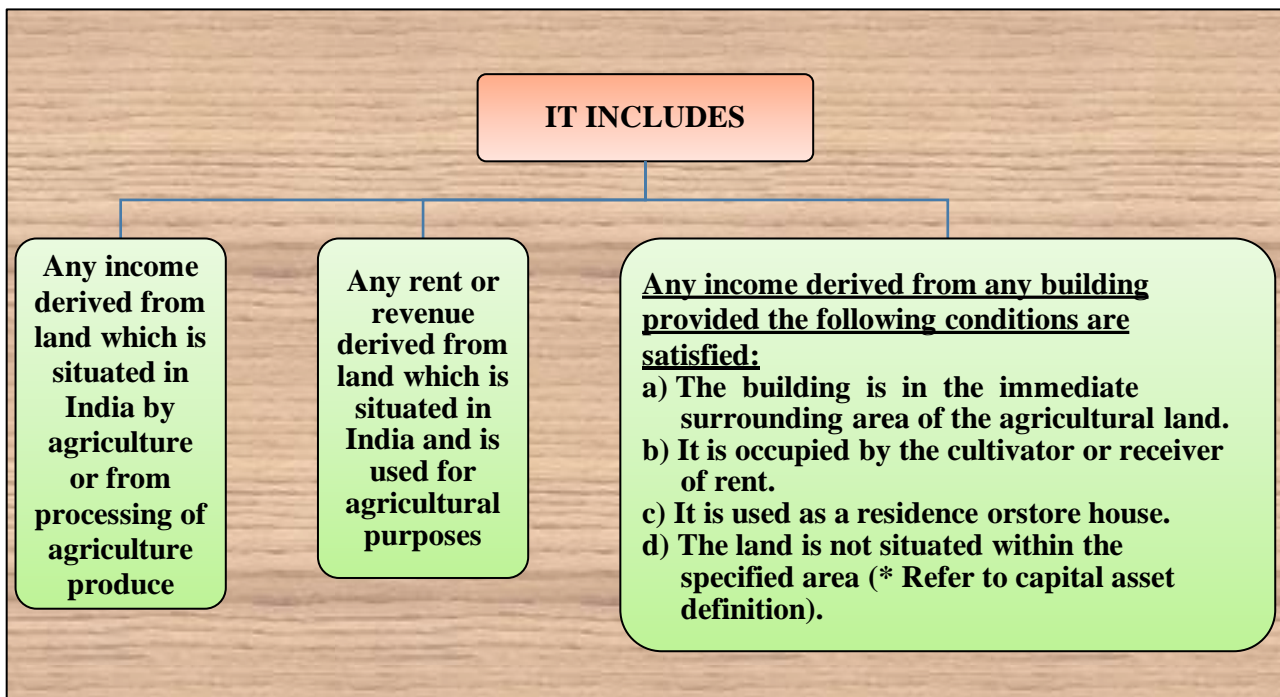 IT INCLUDES
Any income
derived from
land which is
situated in
India by
agriculture
or from
processing of
agriculture
produce
Any rent or
revenue
derived from
land which is
situated in
India and is
used for
agricultural
purposes
Any income derived from any building
provided the following conditions are
satisfied:
a) The building is in the immediate
surrounding area of the agricultural land.
b) It is occupied by the cultivator or receiver
of rent.
c) It is used as a residence orstore house.
d) The land is not situated within the
specified area (* Refer to capital asset
definition).